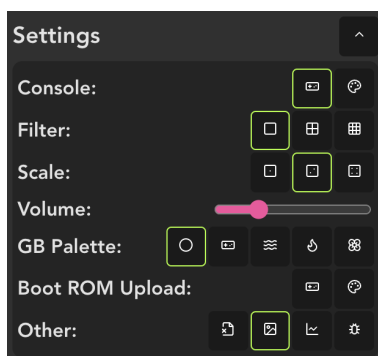 Settings
Console:
Filter:
Scale:
Volume:
GB Palette:
Boot ROM Upload:
Other: